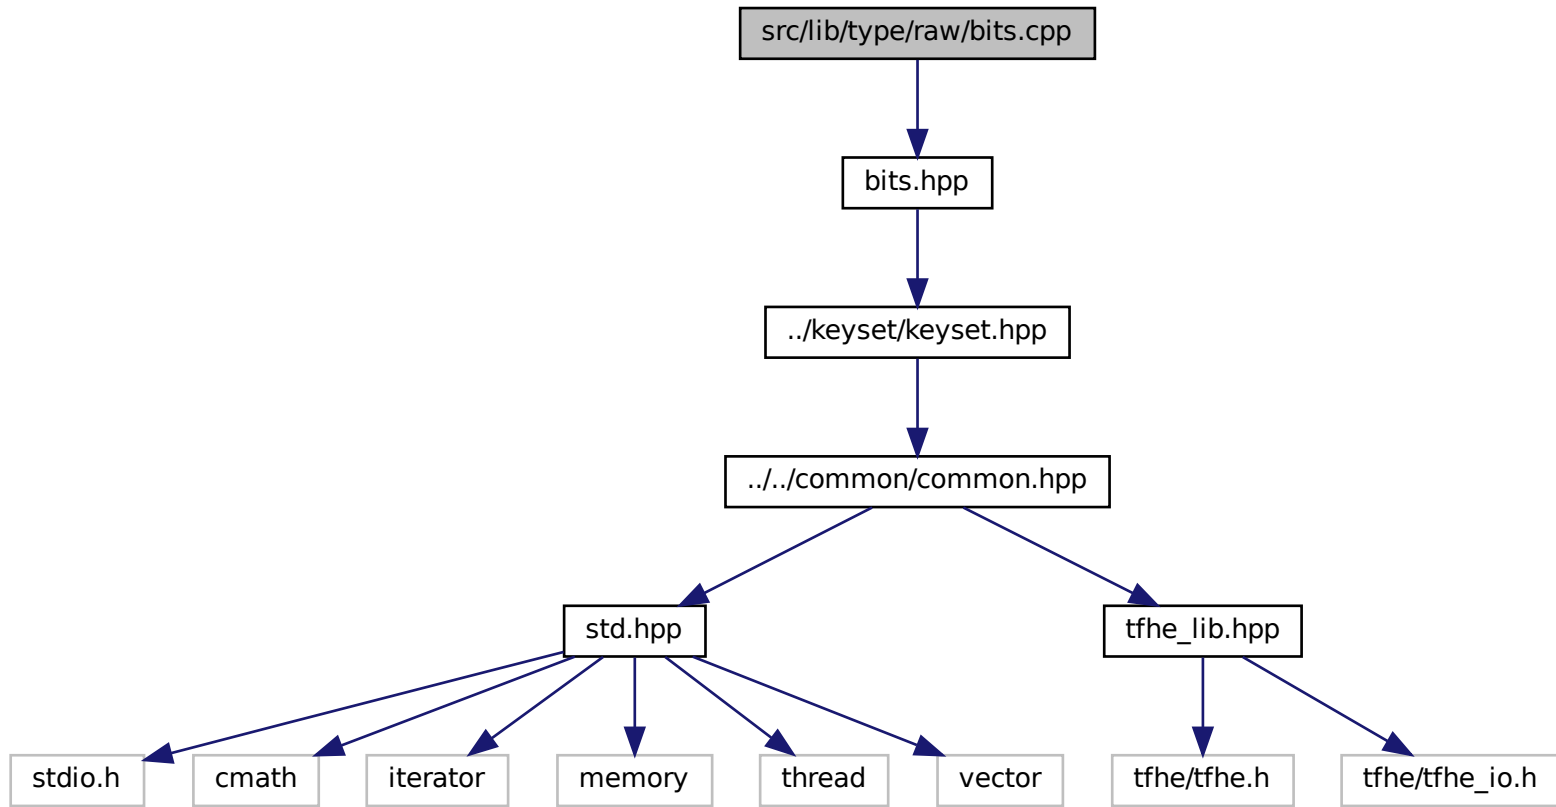 src/lib/type/raw/bits.cpp
bits.hpp
../keyset/keyset.hpp
../../common/common.hpp
std.hpp
tfhe_lib.hpp
stdio.h
cmath
iterator
memory
thread
vector
tfhe/tfhe.h
tfhe/tfhe_io.h